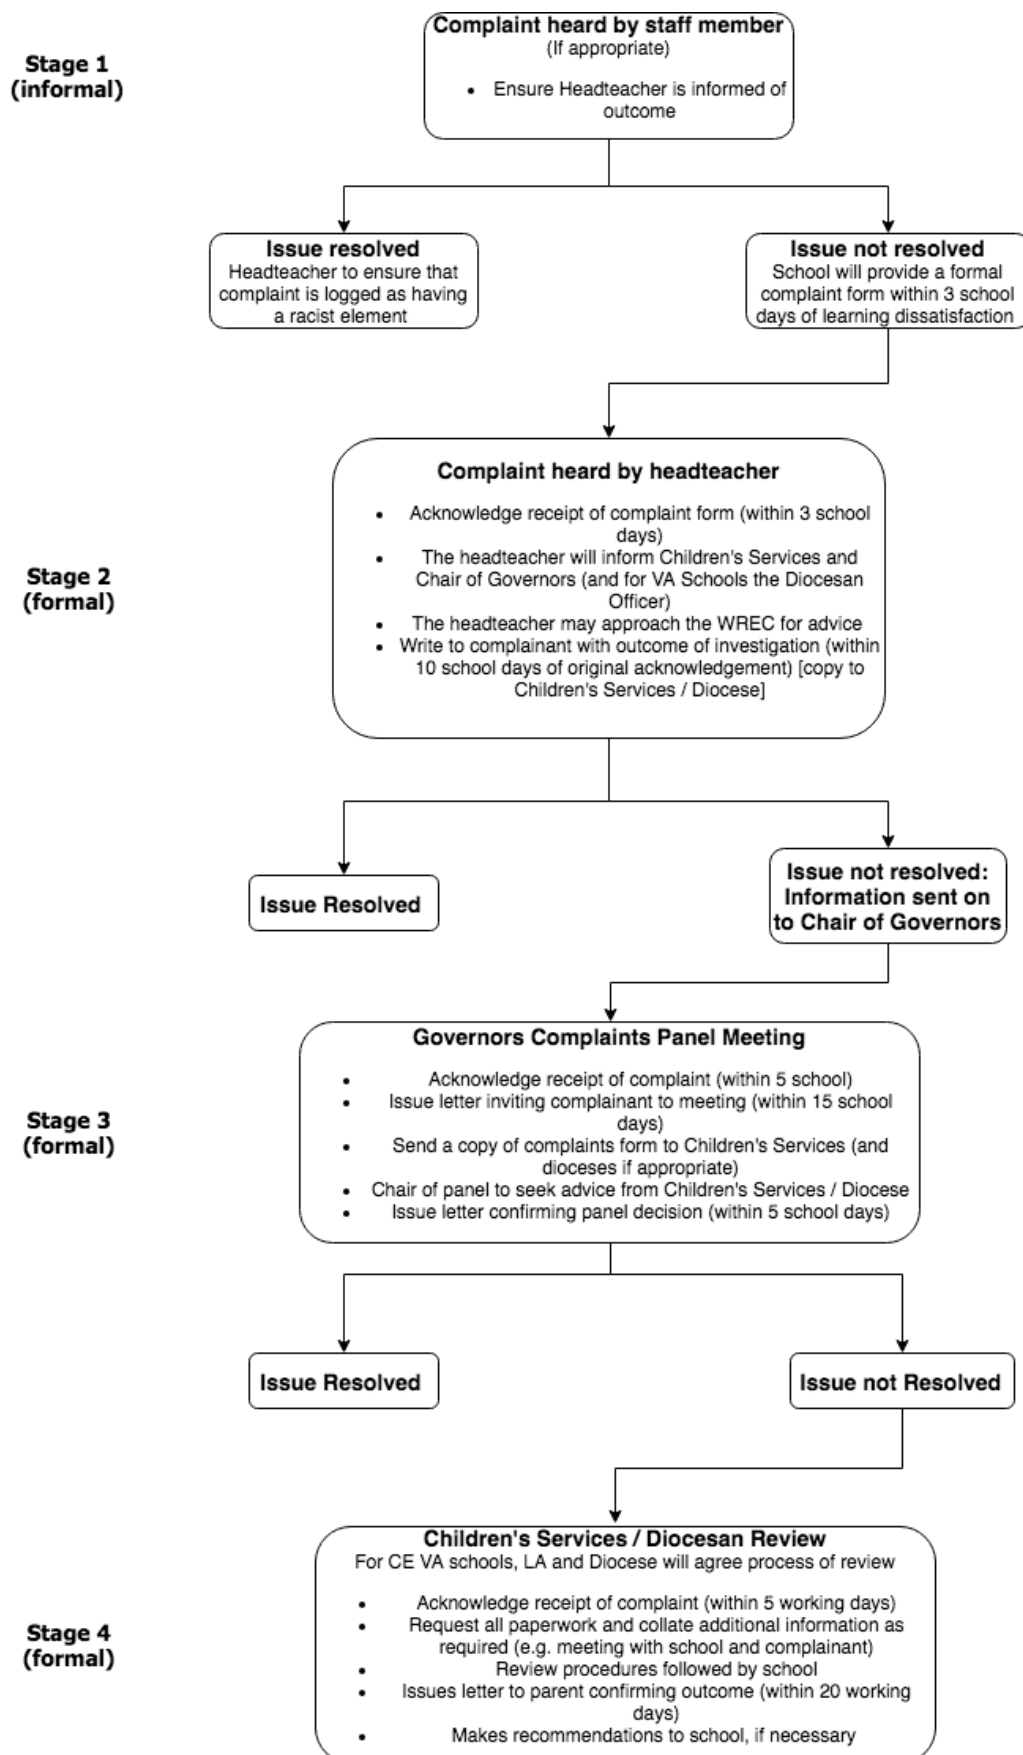 Complaint heard by staff member
(If appropriate)
Stage 1
(informal)
• Ensure Headteacher is informed of
outcome
Issue resolved
Headteacher to ensure that
complaint is logged as having
a racist element
Issue not resolved
School will provide a formal
complaint form within 3 school
days of learning dissatisfaction
Complaint heard by headteacher
• Acknowledge receipt of complaint form (within 3 school
days)
• The headteacher will inform Children's Services and
Chair of Governors (and for VA Schools the Diocesan
Officer)
• The headteacher may approach the WREC for advice
• Write to complainant with outcome of investigation (within
10 school days of original acknowledgement) [copy to
Children's Services / Diocese]
Stage 2
(formal)
Issue Resolved
Issue not resolved:
Information sent on
to Chair of Governors
Governors Complaints Panel Meeting
• Acknowledge receipt of complaint (within 5 school)
• Issue letter inviting complainant to meeting (within 15 school
days)
• Send a copy of complaints form to Children's Services (and
dioceses if appropriate)
• Chair of panel to seek advice from Children's Services / Diocese
• Issue letter confirming panel decision (within 5 school days)
Stage 3
(formal)
Issue Resolved
Issue not Resolved
Children's Services / Diocesan Review
For CE VA schools, LA and Diocese will agree process of review
• Acknowledge receipt of complaint (within 5 working days)
• Request all paperwork and collate additional information as
required (e.g. meeting with school and complainant)
• Review procedures followed by school
• Issues letter to parent confirming outcome (within 20 working
days)
• Makes recommendations to school, if necessary
Stage 4
(formal)